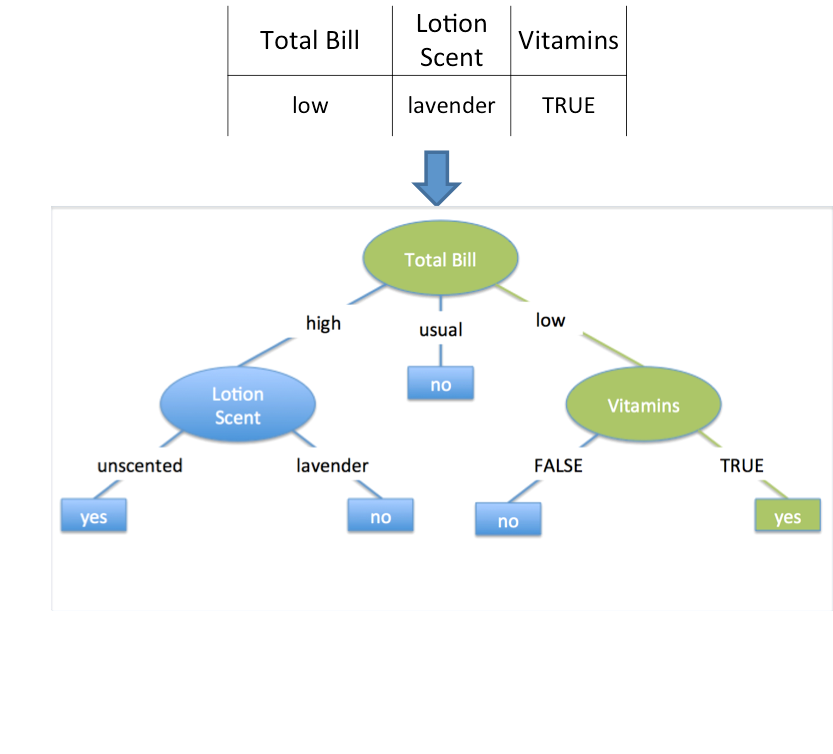 Total Bill Lotion Scent Vitamins
low lavender TRUE
Total Bill
high usual low
Lotion
Scent
no
Vitamins
unscented lavender FALSE TRUE
yes no no yes